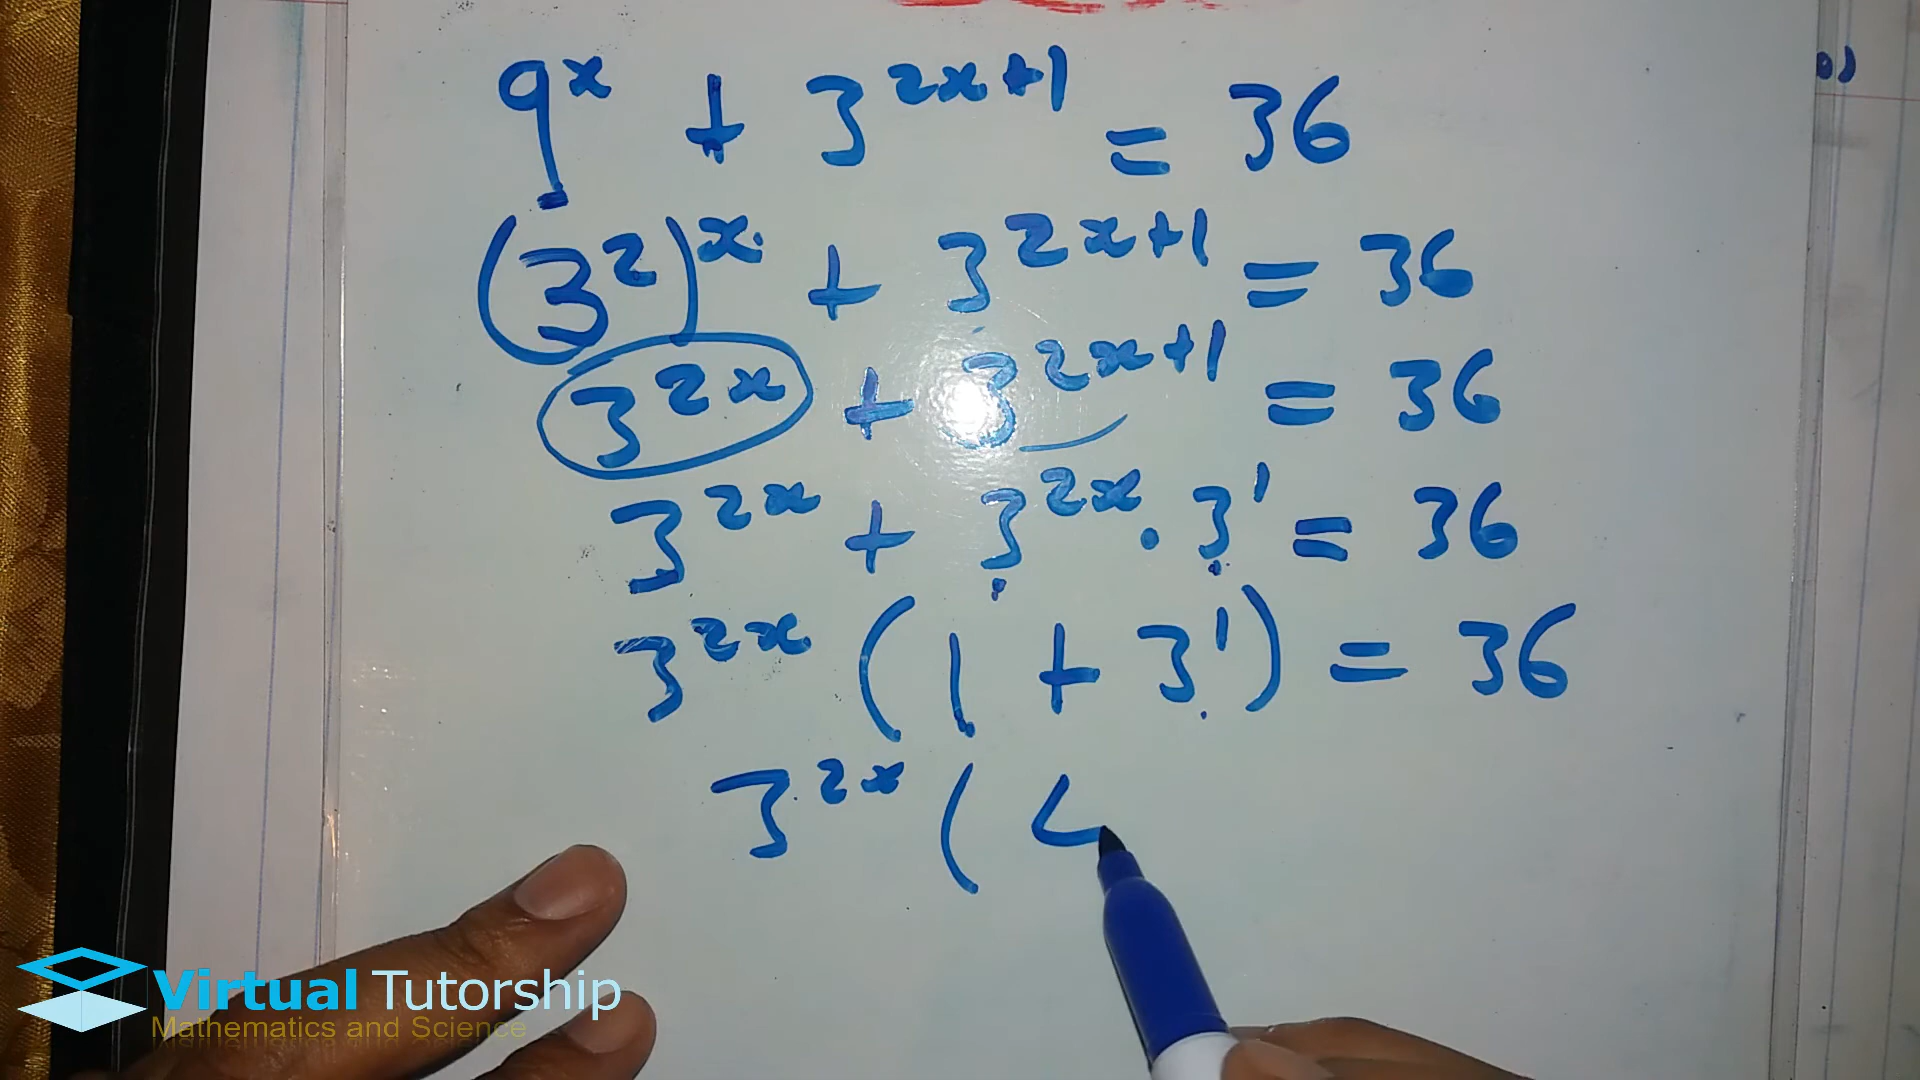 9^x + 3^{2x+1} = 36
(3^2)^x + 3^{2x+1} = 36
3^{2x} + 3^{2x+1} = 36
3^{2x} + 3^{2x} · 3^1 = 36
3^{2x} (1 + 3^1) = 36
3^{2x} ( 4
Virtual Tutorship
Mathematics and Science